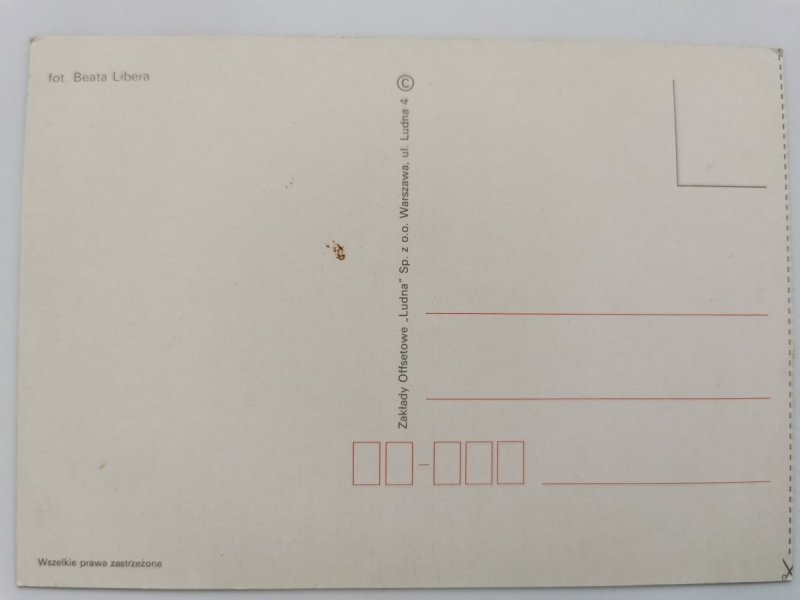 fot. Beata Libera
Zakłady Offsetowe „Ludna” Sp. z o.o. Warszawa, ul. Ludna 4 ©
Wszelkie prawa zastrzeżone